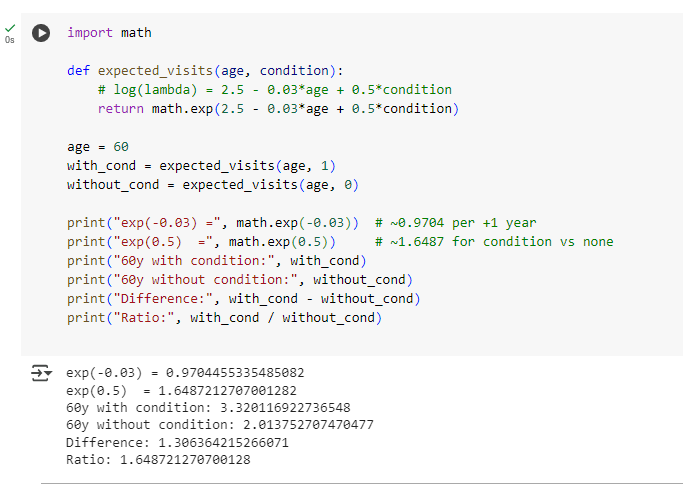 import math
0s
def expected_visits(age, condition):
    # log(lambda) = 2.5 - 0.03*age + 0.5*condition
    return math.exp(2.5 - 0.03*age + 0.5*condition)
age = 60
with_cond = expected_visits(age, 1)
without_cond = expected_visits(age, 0)
print("exp(-0.03) =", math.exp(-0.03))  # ~0.9704 per +1 year
print("exp(0.5)  =", math.exp(0.5))     # ~1.6487 for condition vs none
print("60y with condition:", with_cond)
print("60y without condition:", without_cond)
print("Difference:", with_cond - without_cond)
print("Ratio:", with_cond / without_cond)
exp(-0.03) = 0.9704455335485082
exp(0.5)  = 1.6487212707001282
60y with condition: 3.320116922736548
60y without condition: 2.013752707470477
Difference: 1.306364215266071
Ratio: 1.648721270700128